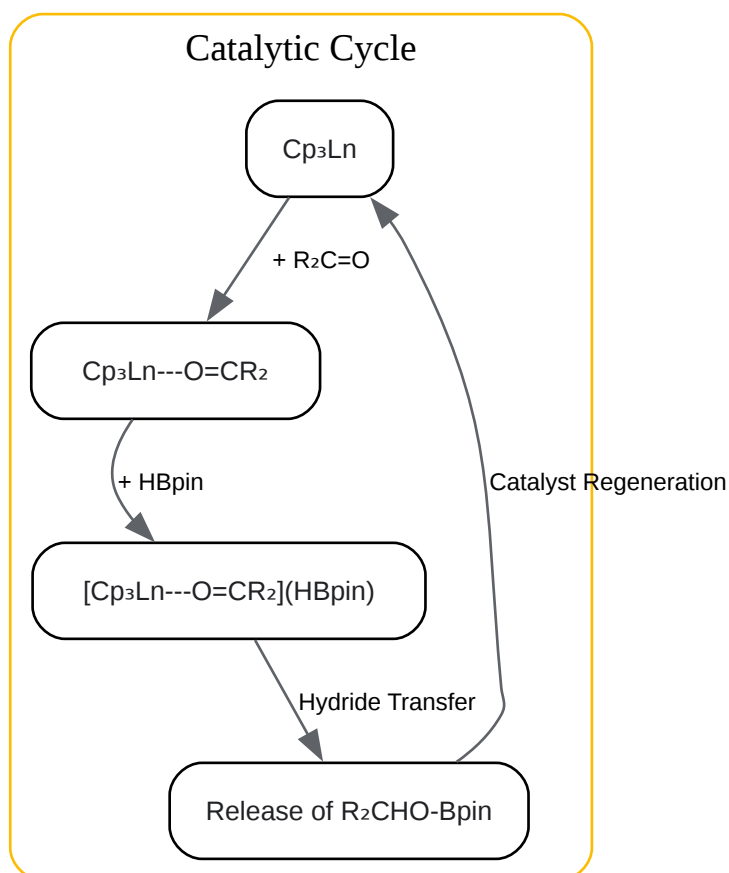 Catalytic Cycle
Cp₃Ln
+ R₂C=O
Cp₃Ln---O=CR₂
+ HBpin
Catalyst Regeneration
[Cp₃Ln---O=CR₂](HBpin)
Hydride Transfer
Release of R₂CHO-Bpin